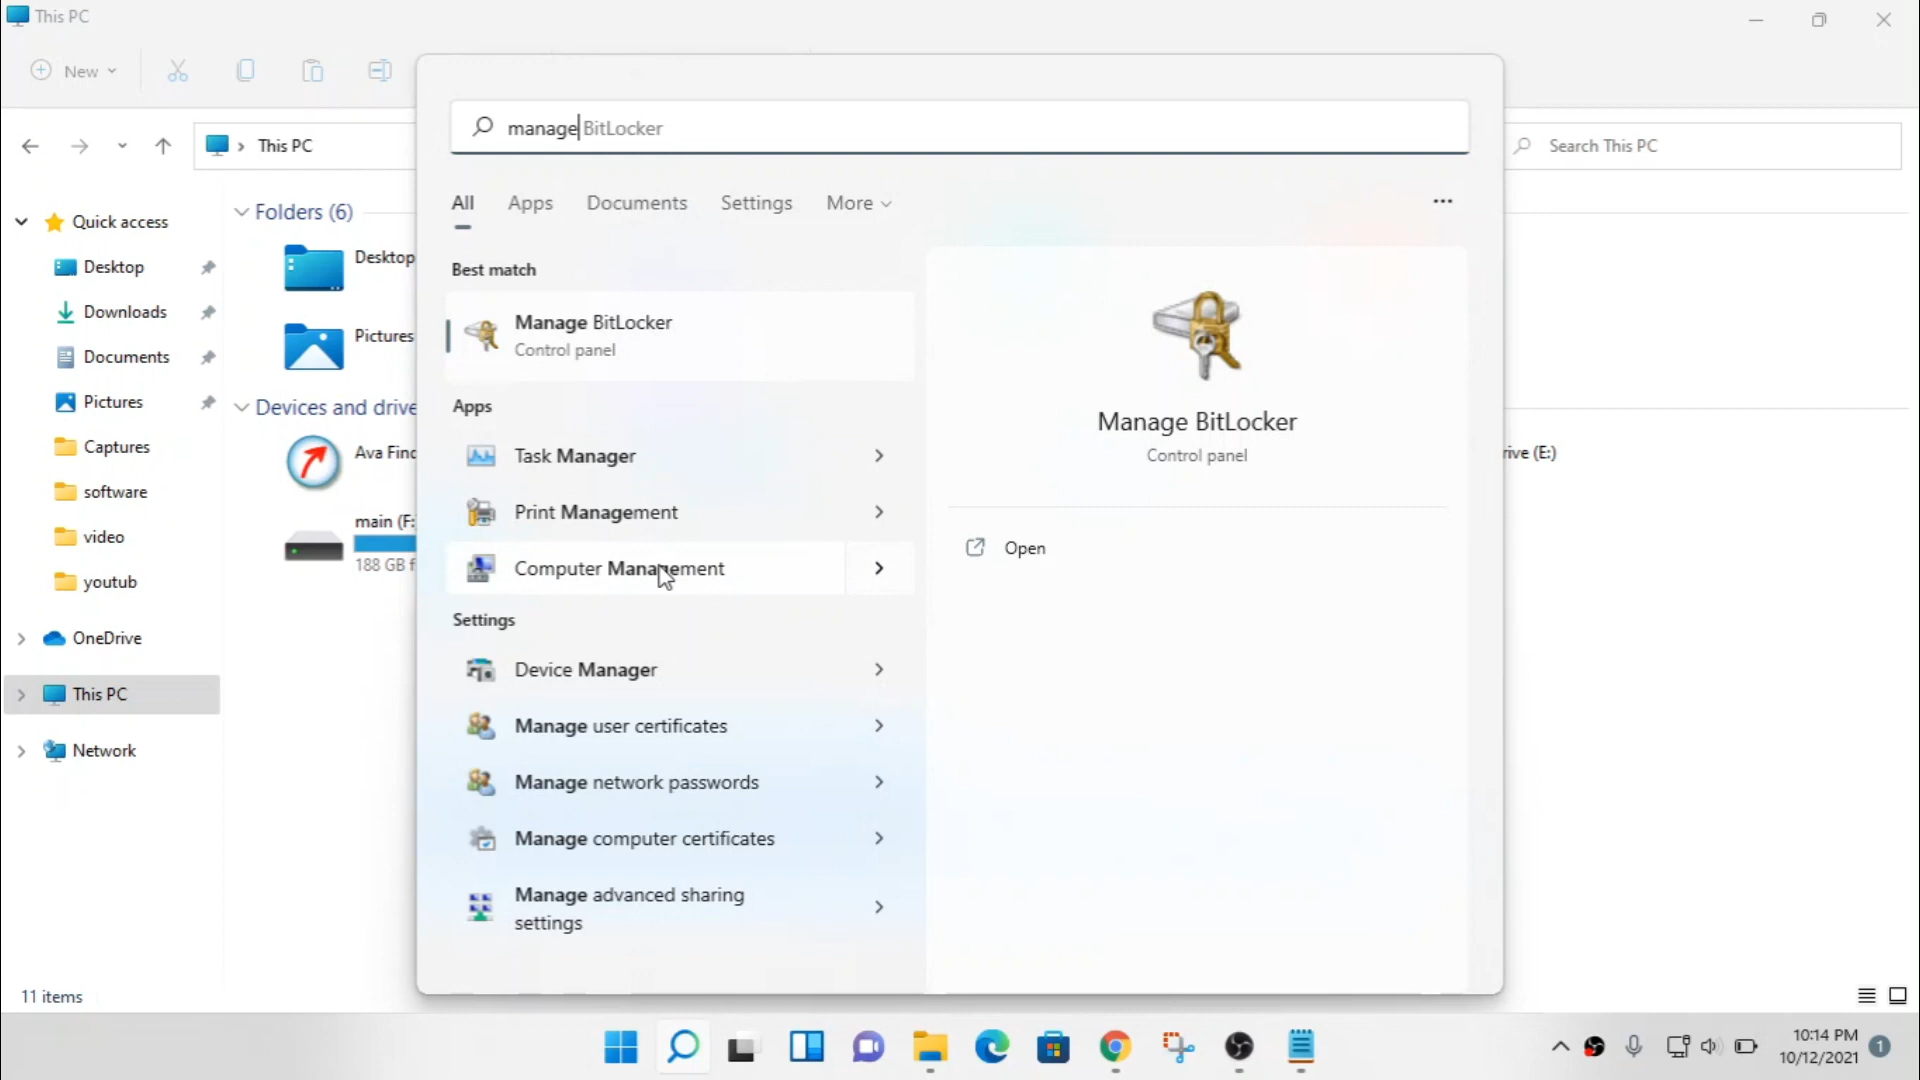 This PC
New
This PC
manage BitLocker
Search This PC
All Apps Documents Settings More
Quick access
Desktop
Downloads
Documents
Pictures
Captures
software
video
youtub
OneDrive
This PC
Network
Folders (6)
Desktop
Pictures
Devices and drive
Ava Find
main (F:
188 GB f
rive (E:)
Best match
Manage BitLocker
Control panel
Apps
Task Manager
Print Management
Computer Management
Settings
Device Manager
Manage user certificates
Manage network passwords
Manage computer certificates
Manage advanced sharing
settings
Manage BitLocker
Control panel
Open
11 items
10:14 PM
10/12/2021
1